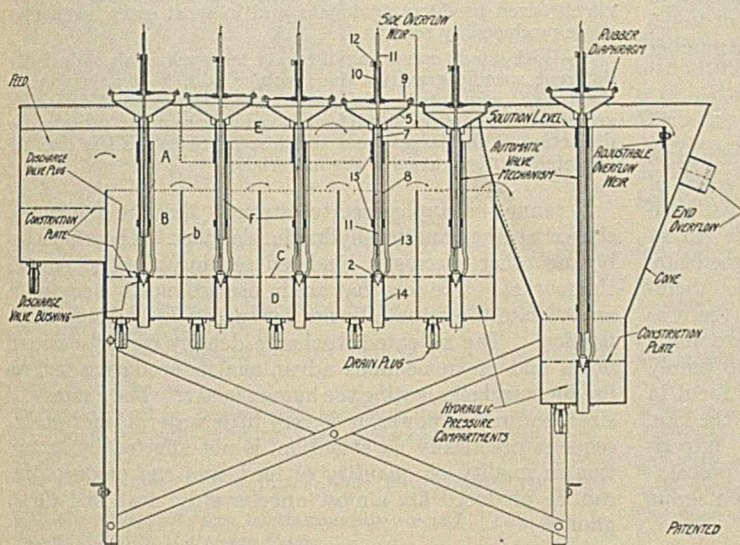 SIDE OVERFLOW
WEIR
RUBBER
DIAPHRAGM
12
11
10
9
5
7
FEED
E
SOLUTION LEVEL
A
DISCHARGE
VALVE PLUG
15
AUTOMATIC
VALVE
MECHANISM
ADJUSTABLE
OVERFLOW
WEIR
8
B
F
END
OVERFLOW
CONSTRICTION
PLATE
b
11
13
C
2
CONE
D
14
DISCHARGE
VALVE BUSHING
CONSTRICTION
PLATE
DRAIN PLUG
HYDRAULIC
PRESSURE
COMPARTMENTS
PATENTED